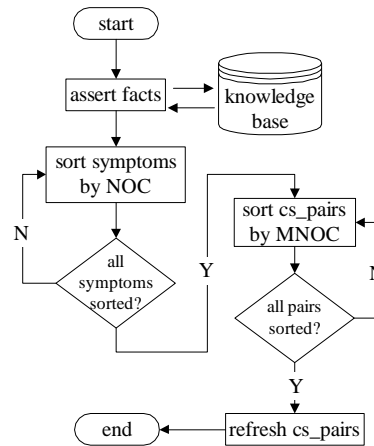 start
assert facts
knowledge
base
sort symptoms
by NOC
N
all
symptoms
sorted?
Y
sort cs_pairs
by MNOC
all pairs
sorted?
N
Y
refresh cs_pairs
end